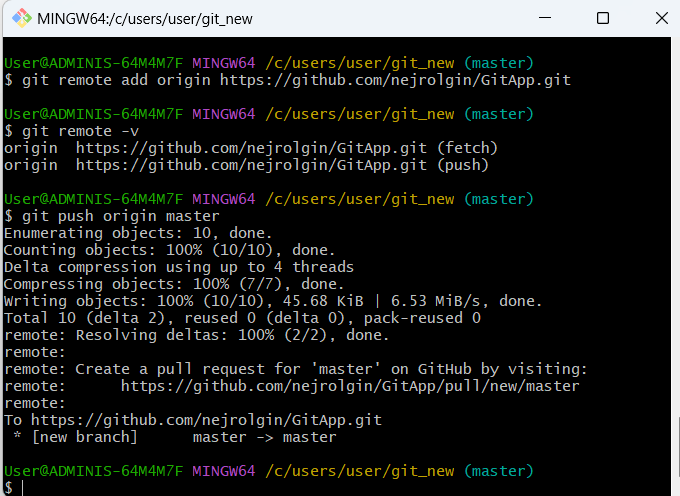 MINGW64:/c/users/user/git_new
User@ADMINIS-64M4M7F MINGW64 /c/users/user/git_new (master)
$ git remote add origin https://github.com/nejrolgin/GitApp.git
User@ADMINIS-64M4M7F MINGW64 /c/users/user/git_new (master)
$ git remote -v
origin  https://github.com/nejrolgin/GitApp.git (fetch)
origin  https://github.com/nejrolgin/GitApp.git (push)
User@ADMINIS-64M4M7F MINGW64 /c/users/user/git_new (master)
$ git push origin master
Enumerating objects: 10, done.
Counting objects: 100% (10/10), done.
Delta compression using up to 4 threads
Compressing objects: 100% (7/7), done.
Writing objects: 100% (10/10), 45.68 KiB | 6.53 MiB/s, done.
Total 10 (delta 2), reused 0 (delta 0), pack-reused 0
remote: Resolving deltas: 100% (2/2), done.
remote:
remote: Create a pull request for 'master' on GitHub by visiting:
remote:      https://github.com/nejrolgin/GitApp/pull/new/master
remote:
To https://github.com/nejrolgin/GitApp.git
 * [new branch]      master -> master
User@ADMINIS-64M4M7F MINGW64 /c/users/user/git_new (master)
$